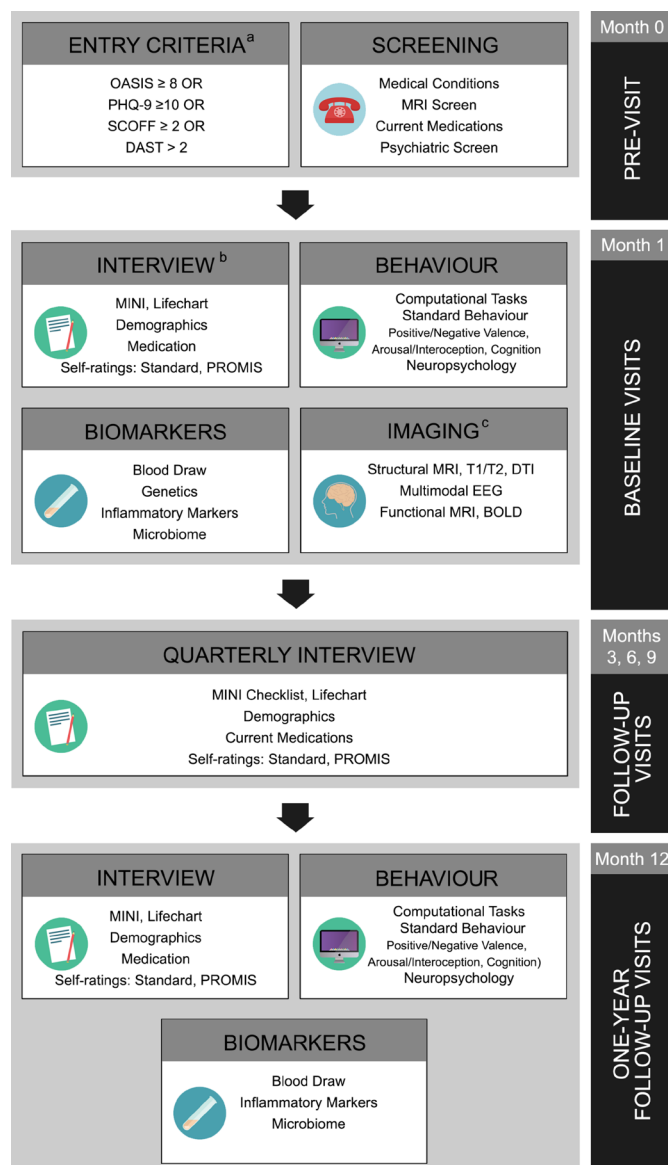 ENTRY CRITERIAa
OASIS ≥ 8 OR
PHQ-9 ≥10 OR
SCOFF ≥ 2 OR
DAST > 2
SCREENING
Medical Conditions
MRI Screen
Current Medications
Psychiatric Screen
Month 0
PRE-VISIT
INTERVIEW b
MINI, Lifechart
Demographics
Medication
Self-ratings: Standard, PROMIS
BEHAVIOUR
Computational Tasks
Standard Behaviour
Positive/Negative Valence,
Arousal/Interoception, Cognition
Neuropsychology
BIOMARKERS
Blood Draw
Genetics
Inflammatory Markers
Microbiome
IMAGINGc
Structural MRI, T1/T2, DTI
Multimodal EEG
Functional MRI, BOLD
Month 1
BASELINE VISITS
QUARTERLY INTERVIEW
MINI Checklist, Lifechart
Demographics
Current Medications
Self-ratings: Standard, PROMIS
Months
3, 6, 9
FOLLOW-UP
VISITS
INTERVIEW
MINI, Lifechart
Demographics
Medication
Self-ratings: Standard, PROMIS
BEHAVIOUR
Computational Tasks
Standard Behaviour
Positive/Negative Valence,
Arousal/Interoception, Cognition)
Neuropsychology
BIOMARKERS
Blood Draw
Inflammatory Markers
Microbiome
Month 12
ONE-YEAR
FOLLOW-UP VISITS